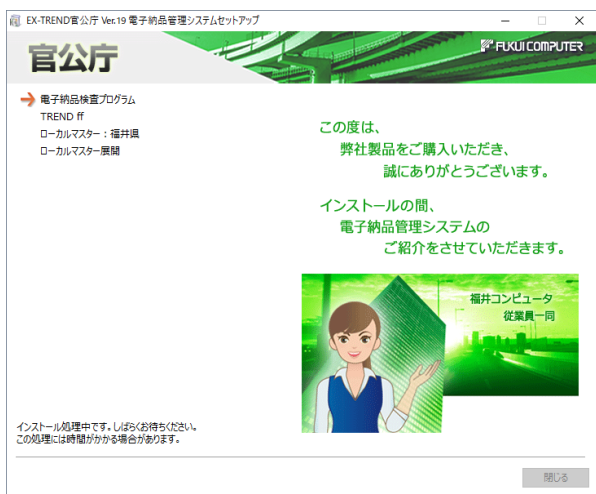 EX-TREND官公庁 Ver.19 電子納品管理システムセットアップ
官公庁
FUKUI COMPUTER
電子納品検査プログラム
TREND ff
ローカルマスター：福井県
ローカルマスター展開
この度は、
弊社製品をご購入いただき、
誠にありがとうございます。
インストールの間、
電子納品管理システムの
ご紹介をさせていただきます。
福井コンピュータ
従業員一同
インストール処理中です。しばらくお待ちください。
この処理には時間がかかる場合があります。
閉じる